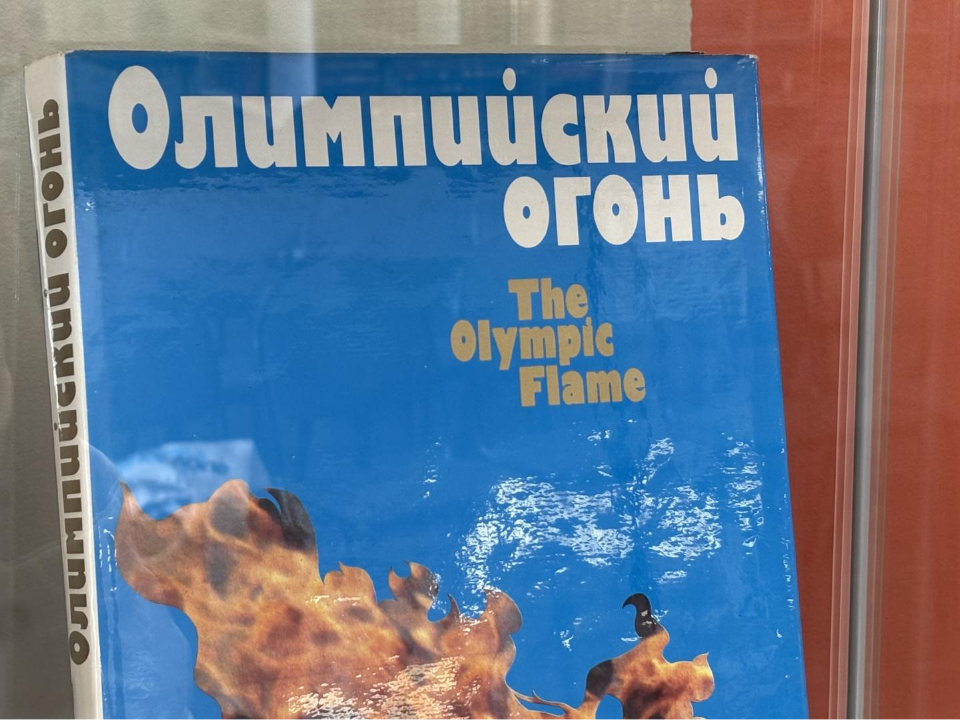 Олимпийский
огонь
The
Olympic
Flame
олимпийский огонь